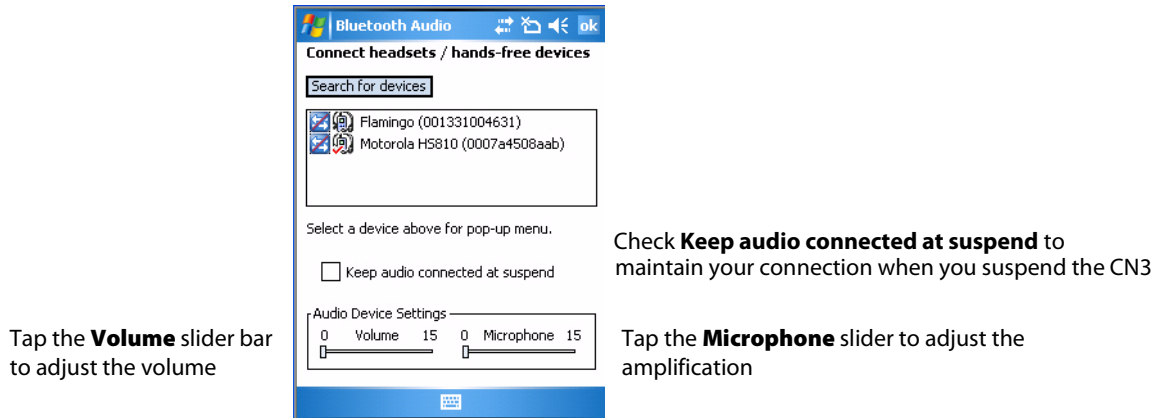 Bluetooth Audio
ok
Connect headsets / hands-free devices
Search for devices
Flamingo (001331004631)
Motorola HS810 (0007a4508aab)
Select a device above for pop-up menu.
Check Keep audio connected at suspend to
maintain your connection when you suspend the CN3
Keep audio connected at suspend
Audio Device Settings
0 Volume 15 0 Microphone 15
Tap the Volume slider bar
to adjust the volume
Tap the Microphone slider to adjust the
amplification